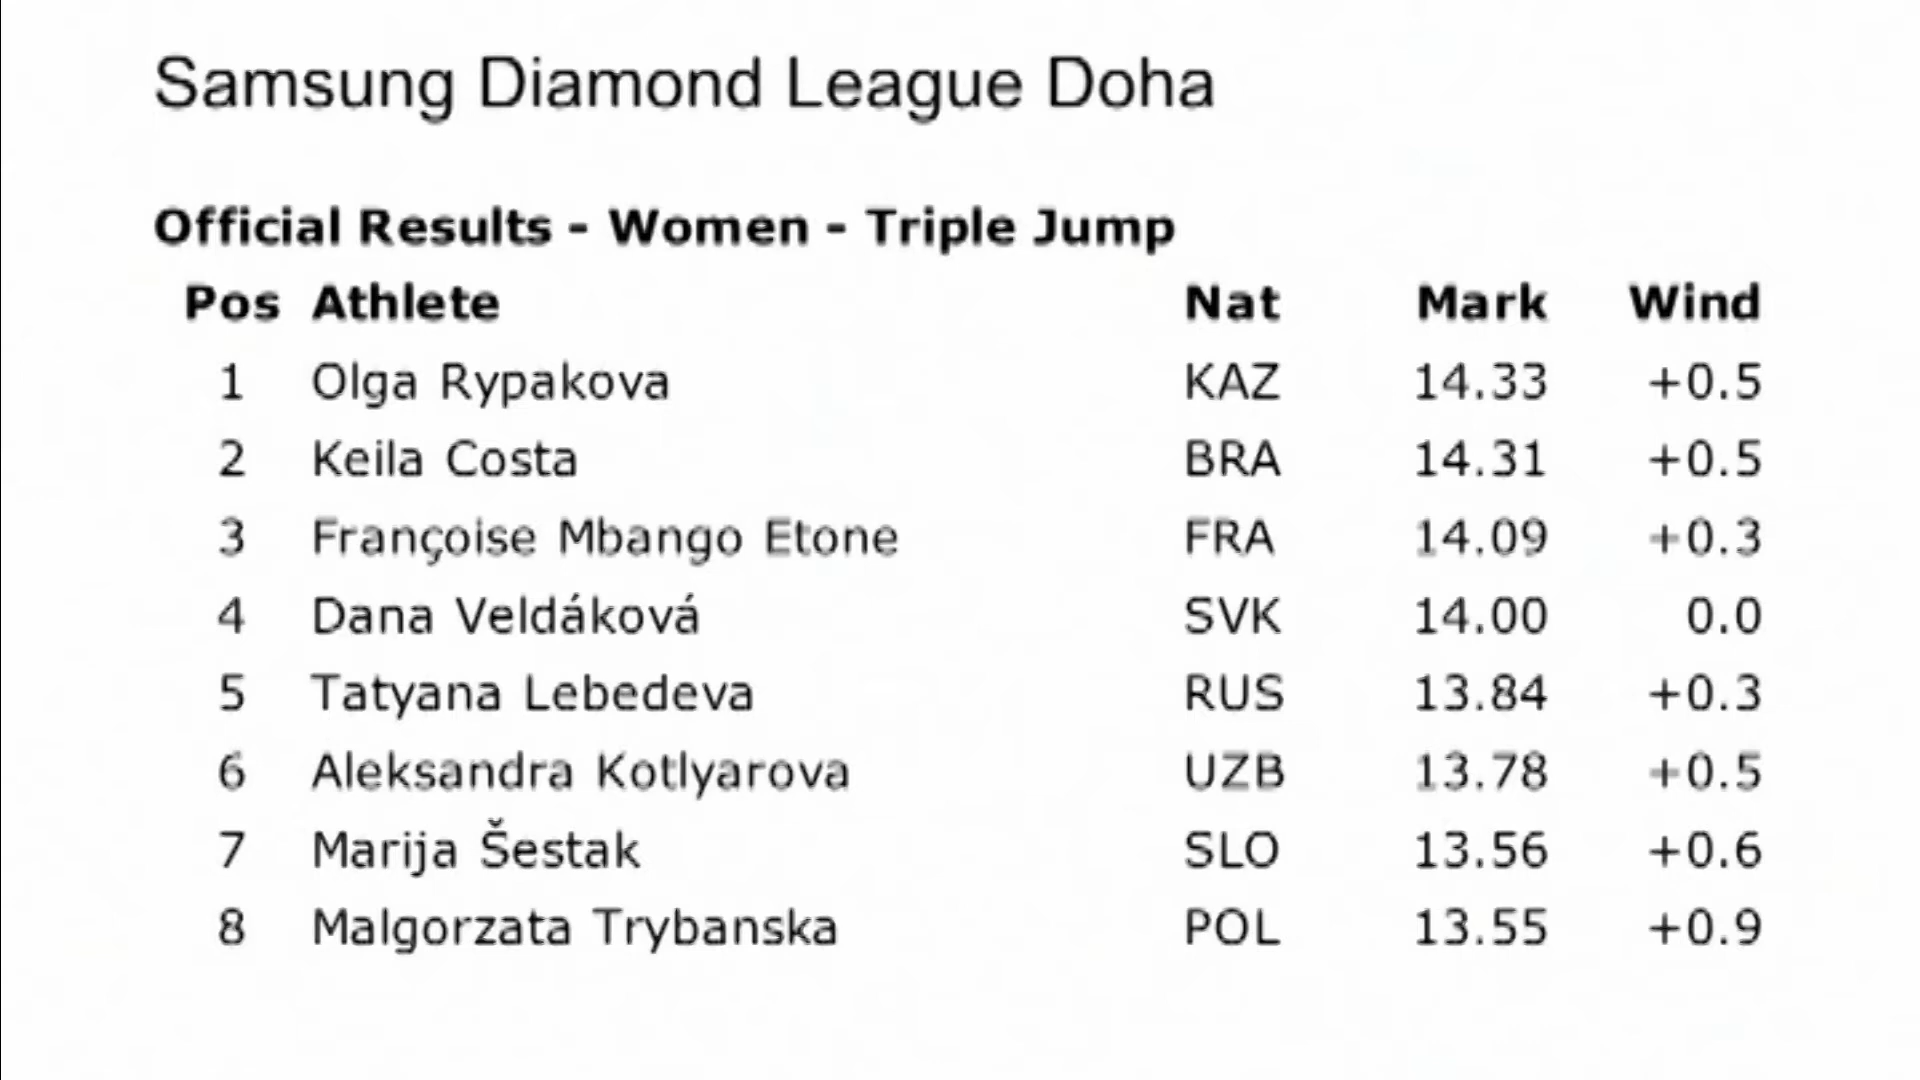 Samsung Diamond League Doha
Official Results - Women - Triple Jump
Pos Athlete Nat Mark Wind
1 Olga Rypakova KAZ 14.33 +0.5
2 Keila Costa BRA 14.31 +0.5
3 Françoise Mbango Etone FRA 14.09 +0.3
4 Dana Veldáková SVK 14.00 0.0
5 Tatyana Lebedeva RUS 13.84 +0.3
6 Aleksandra Kotlyarova UZB 13.78 +0.5
7 Marija Šestak SLO 13.56 +0.6
8 Malgorzata Trybanska POL 13.55 +0.9